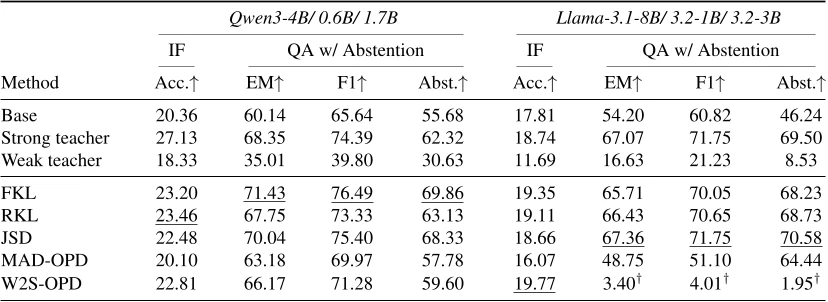 Qwen3-4B/ 0.6B/ 1.7B Llama-3.1-8B/ 3.2-1B/ 3.2-3B
IF QA w/ Abstention IF QA w/ Abstention
Method Acc.↑ EM↑ F1↑ Abst.↑ Acc.↑ EM↑ F1↑ Abst.↑
Base 20.36 60.14 65.64 55.68 17.81 54.20 60.82 46.24
Strong teacher 27.13 68.35 74.39 62.32 18.74 67.07 71.75 69.50
Weak teacher 18.33 35.01 39.80 30.63 11.69 16.63 21.23 8.53
FKL 23.20 71.43 76.49 69.86 19.35 65.71 70.05 68.23
RKL 23.46 67.75 73.33 63.13 19.11 66.43 70.65 68.73
JSD 22.48 70.04 75.40 68.33 18.66 67.36 71.75 70.58
MAD-OPD 20.10 63.18 69.97 57.78 16.07 48.75 51.10 64.44
W2S-OPD 22.81 66.17 71.28 59.60 19.77 3.40† 4.01† 1.95†